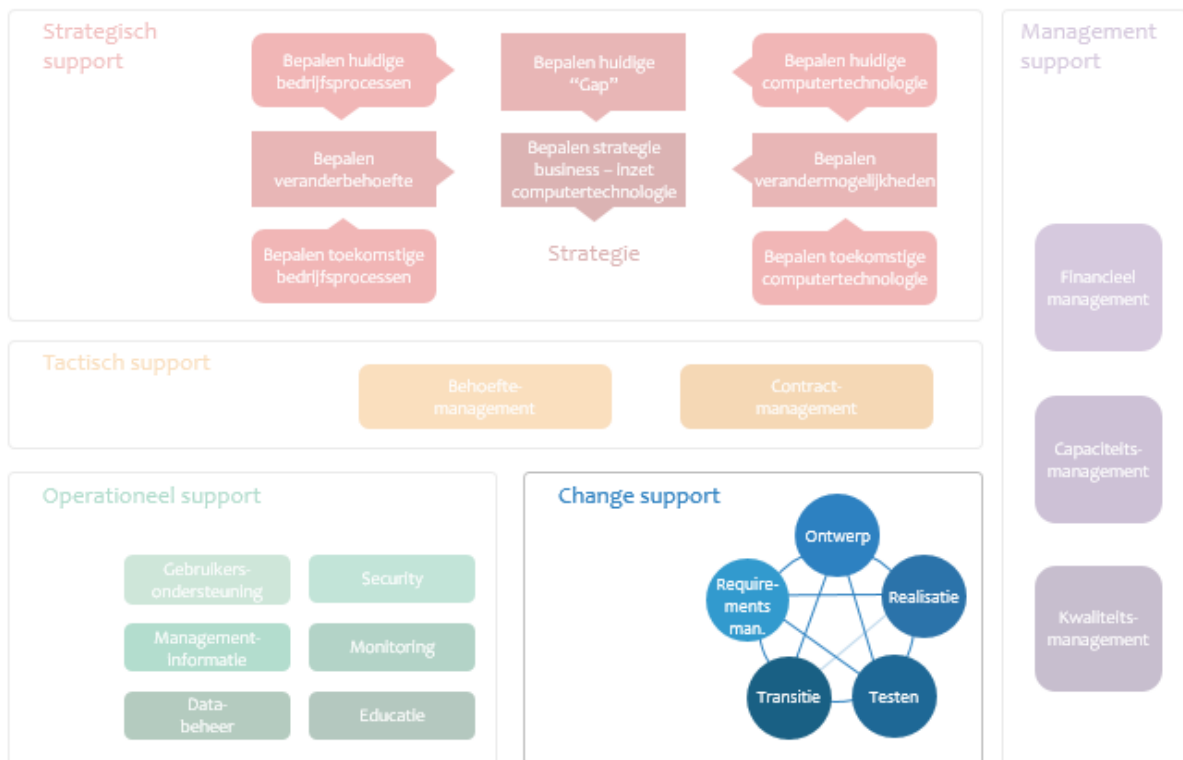 Strategisch
support
Bepalen huidige
bedrijfsprocessen
Bepalen huidige
“Gap”
Bepalen huidige
computertechnologie
Bepalen
veranderbehoefte
Bepalen strategie
business – inzet
computertechnologie
Bepalen
verandermogelijkheden
Bepalen toekomstige
bedrijfsprocessen
Strategie
Bepalen toekomstige
computertechnologie
Management
support
Financieel
management
Capaciteits-
management
Kwaliteits-
management
Tactisch support
Behoefte-
management
Contract-
management
Operationeel support
Gebruikers-
ondersteuning
Security
Management-
informatie
Monitoring
Data-
beheer
Educatie
Change support
Ontwerp
Require-
ments
man.
Realisatie
Transitie
Testen